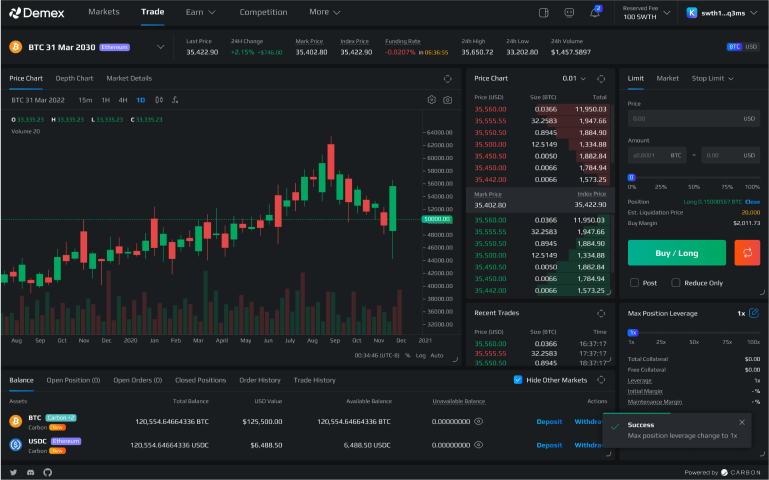 Demex Markets Trade Earn Competition More 2 Reserved Fee 100 SWTH swth1...q3ms
BTC 31 Mar 2030 Ethereum
Last Price 24H Change Mark Price Index Price Funding Rate 24h High 24h Low 24h Volume
35,422.90 +2.15% ~$746.00 35,402.80 35,422.90 -0.0207% in 06:36:55 35,650.72 33,202.80 $1,457.5897
BTC USD
Price Chart Depth Chart Market Details
BTC 31 Mar 2022 15m 1H 4H 1D
O 33,335.23 H 33,335.23 L 33,335.23 C 33,335.23
Volume 20
64000.00
60000.00
58000.00
56000.00
54000.00
52000.00
50000.00
48000.00
46000.00
44000.00
42000.00
40000.00
38000.00
36000.00
34000.00
32500.00
Aug Sep Oct Nov Dec 2020 Mar Apr May Jun Jul Aug Sep Oct Nov Dec 2021
00:34:46 (UTC-8) % Log Auto
Price Chart 0.01
Price (USD) Size (BTC) Total
35,560.00 0.0366 11,950.03
35,555.55 32.2583 1,947.66
35,550.50 0.8945 1,884.90
35,500.00 12.5149 1,334.88
35,450.50 0.0050 1,882.84
35,450.00 0.0066 1,784.94
35,442.00 0.0066 1,573.25
Mark Price Index Price
35,402.80 35,422.90
35,560.00 0.0366 11,950.03
35,555.55 32.2583 1,947.66
35,550.50 0.8945 1,884.90
35,500.00 12.5149 1,334.88
35,450.50 0.0050 1,882.84
35,450.00 0.0066 1,784.94
35,442.00 0.0066 1,573.25
Recent Trades
Price (USD) Size (BTC) Time
35,560.00 0.0366 16:37:17
35,555.55 32.2583 17:37:17
35,550.50 0.8945 18:37:17
Limit Market Stop Limit
Price
0.00 USD
Amount
≥0.0001 BTC ~ 0.00 USD
0
0% 25% 50% 75% 100%
Position Long 0.15008567 BTC Close
Est. Liquidation Price 20,000
Buy Margin $2,011.73
Buy / Long
Post Reduce Only
Max Position Leverage 1x
1x
1x 25x 50x 75x 100x
Total Collateral $0.00
Free Collateral $0.00
Leverage 1x
Initial Margin -%
Maintenance Margin -%
Balance Open Position (0) Open Orders (0) Closed Positions Order History Trade History Hide Other Markets
Assets Total Balance USD Value Available Balance Unavailable Balance Actions
BTC Carbon +2 Carbon New 120,554.64664336 BTC $125,500.00 120,554.64664336 BTC 0.00000000 Deposit Withdraw
USDC Ethereum Carbon New 120,554.64664336 USDC $6,488.50 6,488.50 USDC 0.00000000 Deposit Withdraw
Success
Max position leverage change to 1x
Powered by CARBON